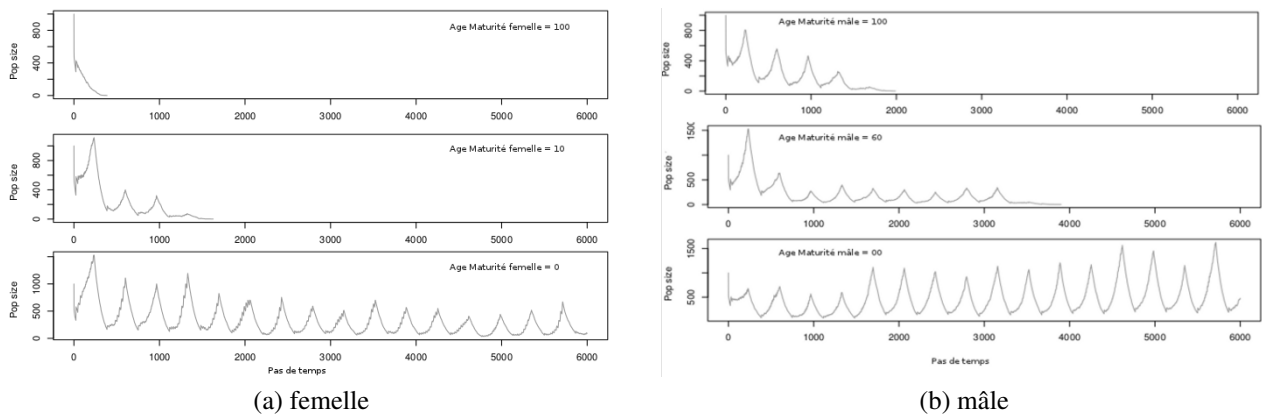 Age Maturité femelle = 100
Pop size
0 400 800
0 1000 2000 3000 4000 5000 6000
Age Maturité femelle = 10
Pop size
0 400 800
0 1000 2000 3000 4000 5000 6000
Age Maturité femelle = 0
Pop size
0 500 1000
0 1000 2000 3000 4000 5000 6000
Pas de temps
(a) femelle
Age Maturité mâle = 100
Pop size
0 400 800
0 1000 2000 3000 4000 5000 6000
Age Maturité mâle = 60
Pop size
0 500
0 1000 2000 3000 4000 5000 6000
Age Maturité mâle = 00
Pop size
500 1500
0 1000 2000 3000 4000 5000 6000
Pas de temps
(b) mâle